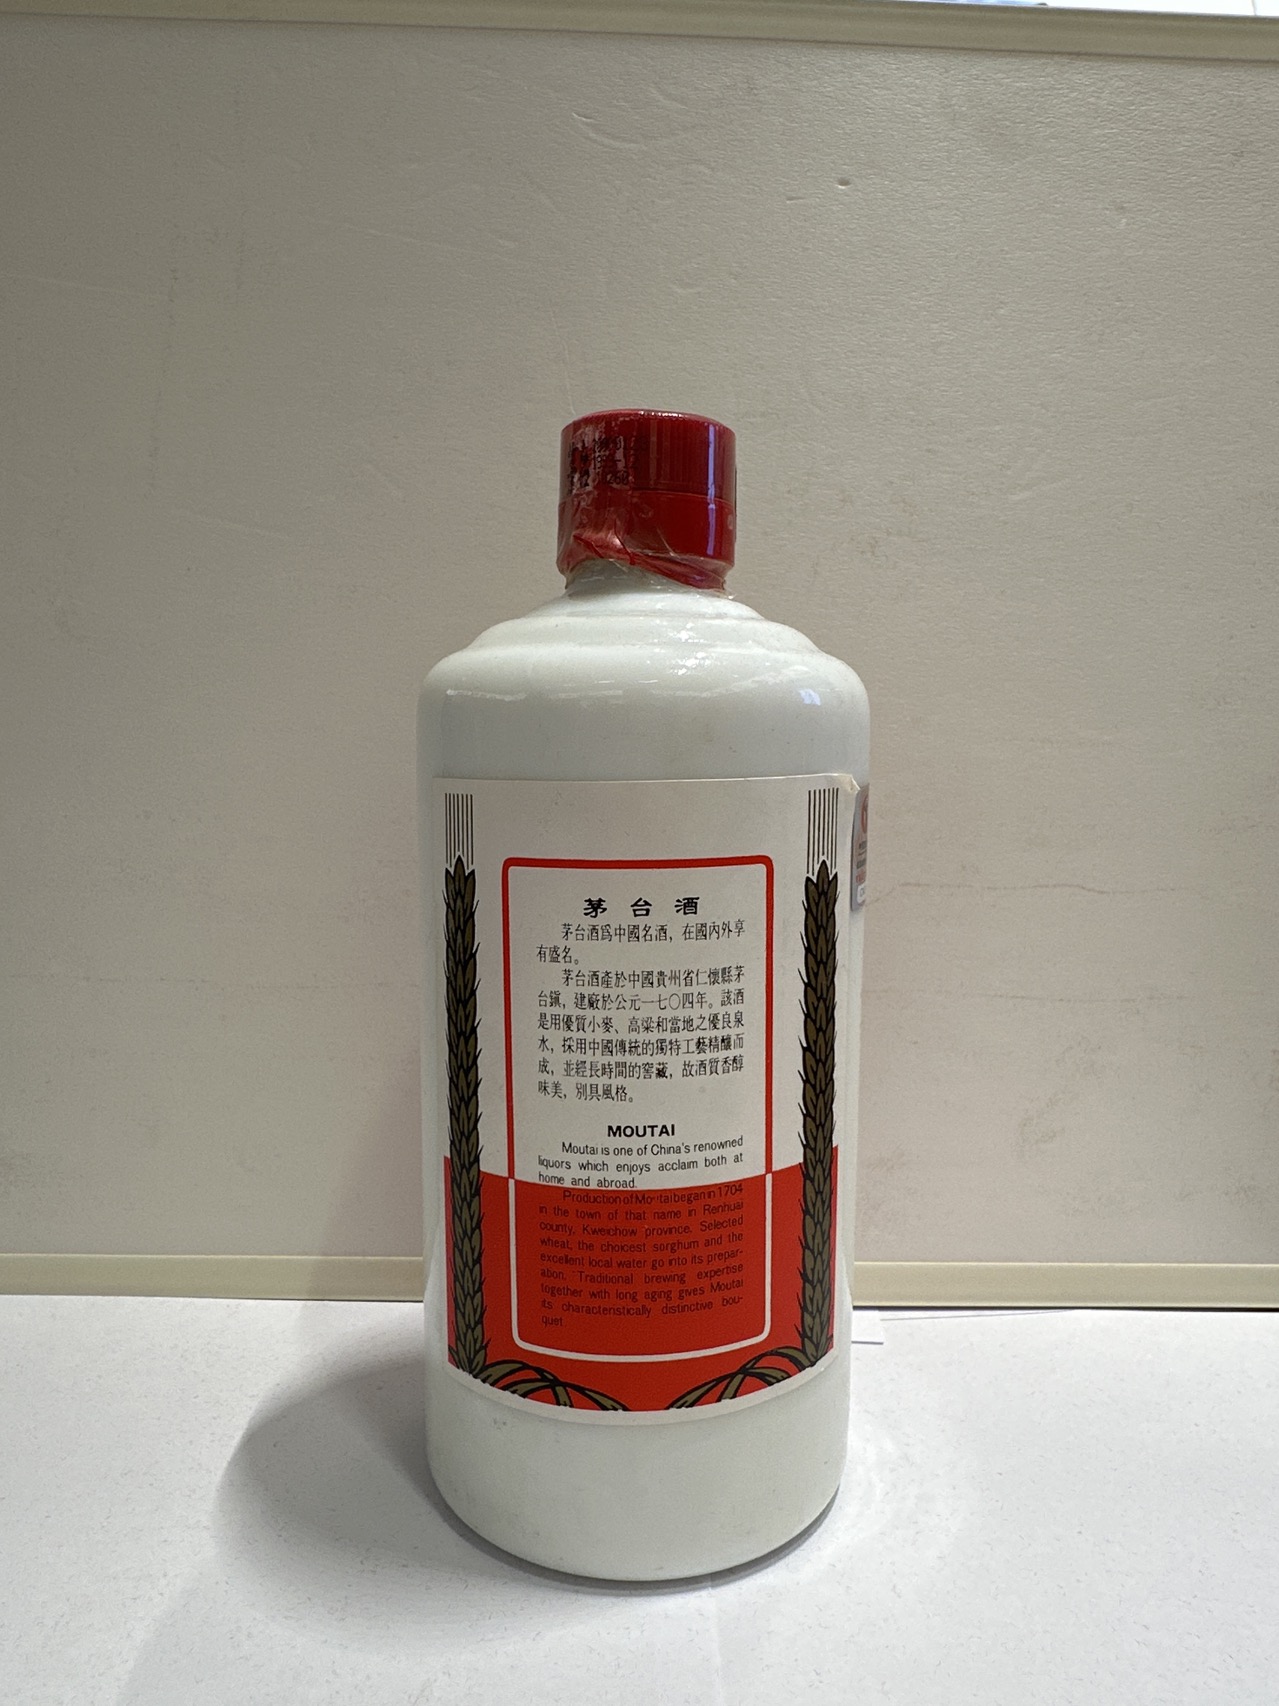 茅台酒
茅台酒爲中國名酒，在國內外享
有盛名。
茅台酒產於中國貴州省仁懷縣茅
台鎭，建廠於公元一七〇四年。該酒
是用優質小麥、高粱和當地之優良泉
水，採用中國傳統的獨特工藝精釀而
成，並經長時間的窖藏，故酒質香醇
味美，別具風格。
MOUTAI
Moutai is one of China's renowned
liquors which enjoys acclaim both at
home and abroad.
Production of Moutai began in 1704
in the town of that name in Renhuai
county, Kweichow province. Selected
wheat, the choicest sorghum and the
excellent local water go into its prepar-
ation. Traditional brewing expertise
together with long aging gives Moutai
its characteristically distinctive bou-
quet